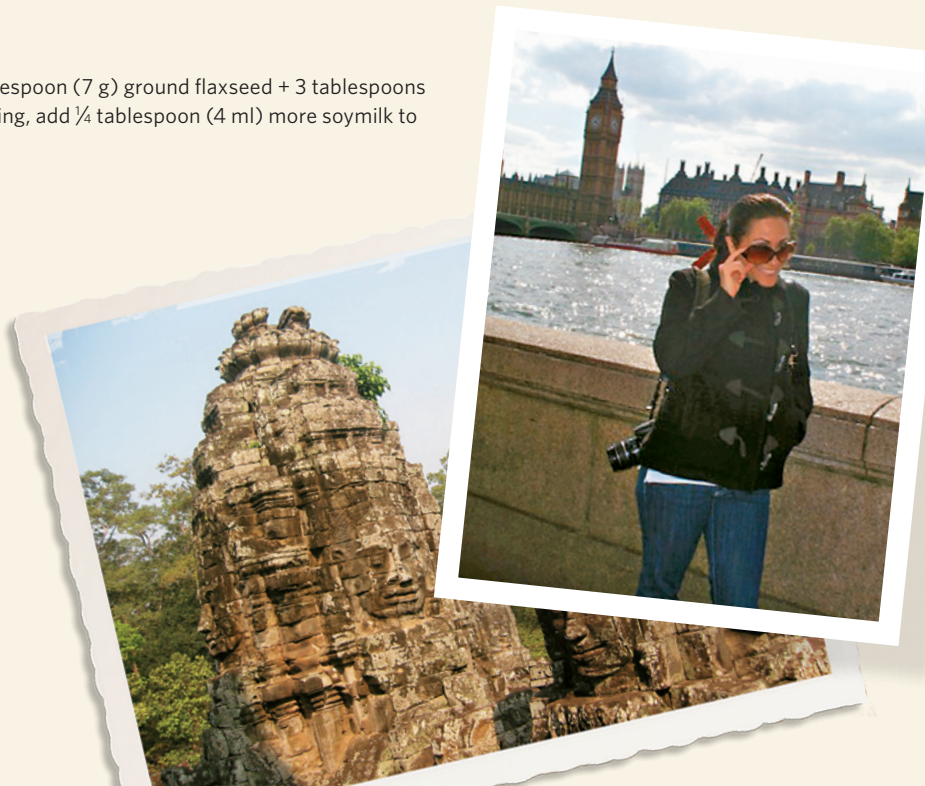 espoon (7 g) ground flaxseed + 3 tablespoons
ing, add ¼ tablespoon (4 ml) more soymilk to